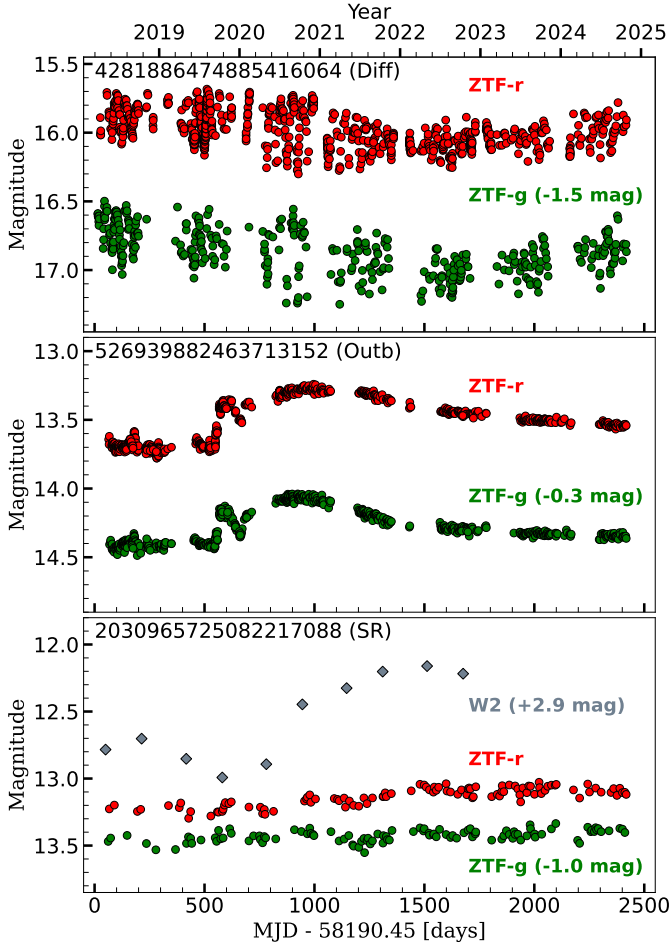 Year
2019 2020 2021 2022 2023 2024 2025
4281886474885416064 (Diff)
ZTF-r
ZTF-g (-1.5 mag)
15.5
16.0
16.5
17.0
Magnitude
526939882463713152 (Outb)
ZTF-r
ZTF-g (-0.3 mag)
13.0
13.5
14.0
14.5
Magnitude
2030965725082217088 (SR)
W2 (+2.9 mag)
ZTF-r
ZTF-g (-1.0 mag)
12.0
12.5
13.0
13.5
Magnitude
0 500 1000 1500 2000 2500
MJD - 58190.45 [days]